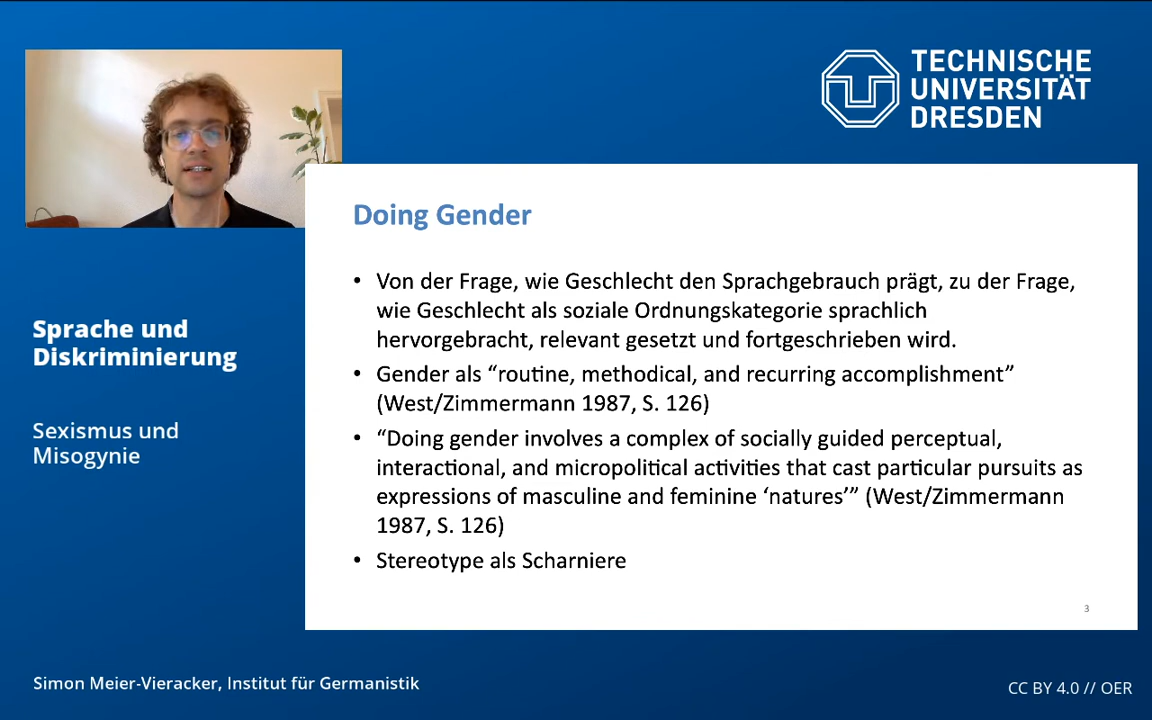 TECHNISCHE
UNIVERSITÄT
DRESDEN
Doing Gender
• Von der Frage, wie Geschlecht den Sprachgebrauch prägt, zu der Frage,
wie Geschlecht als soziale Ordnungskategorie sprachlich
hervorgebracht, relevant gesetzt und fortgeschrieben wird.
• Gender als “routine, methodical, and recurring accomplishment”
(West/Zimmermann 1987, S. 126)
• “Doing gender involves a complex of socially guided perceptual,
interactional, and micropolitical activities that cast particular pursuits as
expressions of masculine and feminine ‘natures’” (West/Zimmermann
1987, S. 126)
• Stereotype als Scharniere
3
Sprache und
Diskriminierung
Sexismus und
Misogynie
Simon Meier-Vieracker, Institut für Germanistik
CC BY 4.0 // OER